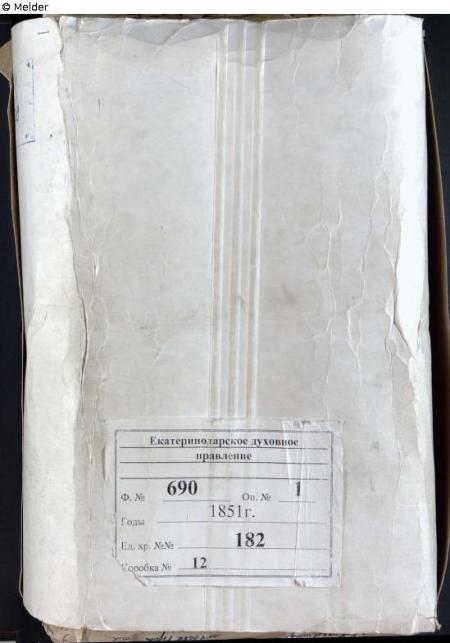 © Melder
Екатеринодарское духовное
правление
Ф. № 690 Оп. № 1
Годы 1851г.
Ед. хр. №№ 182
Коробка № 12